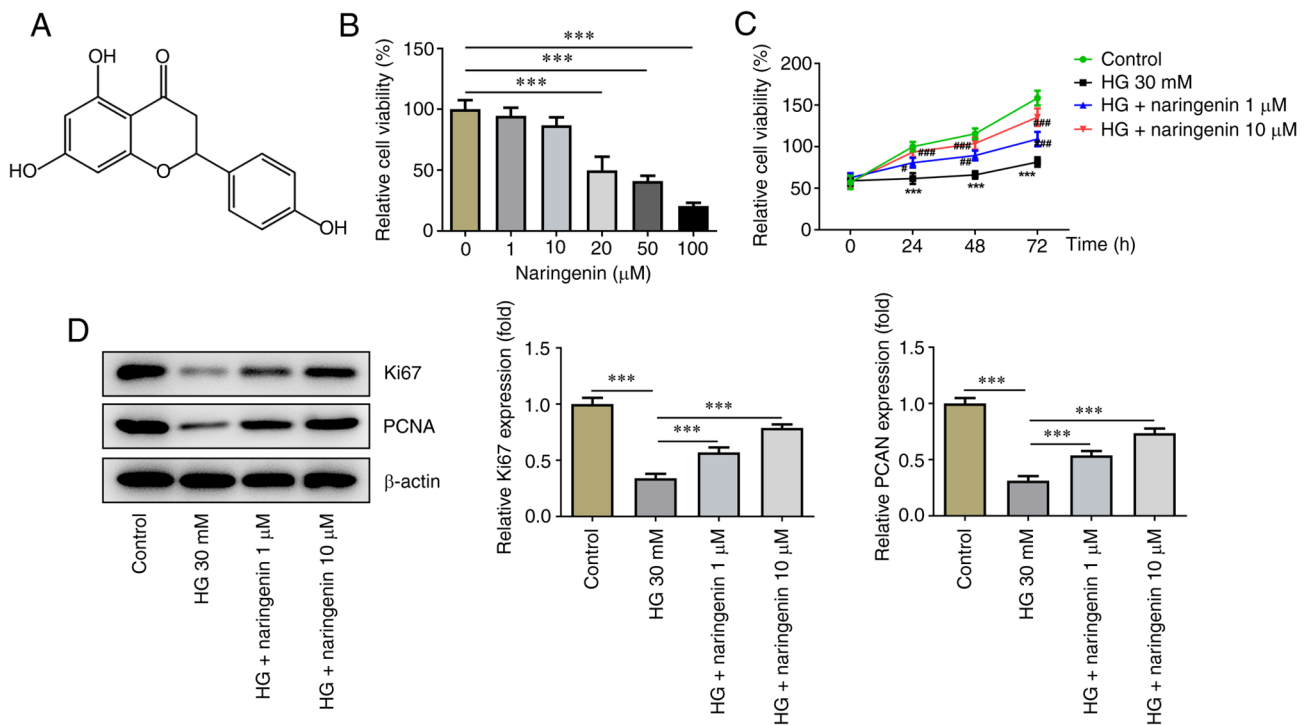 A
OH
O
HO
O
OH
B
Relative cell viability (%)
150
100
50
0
***
***
***
0 1 10 20 50 100
Naringenin (μM)
C
Relative cell viability (%)
200
150
100
50
0
###
###
###
#
##
##
***
***
***
0 24 48 72 Time (h)
Control
HG 30 mM
HG + naringenin 1 μM
HG + naringenin 10 μM
D
Ki67
PCNA
β-actin
Control
HG 30 mM
HG + naringenin 1 μM
HG + naringenin 10 μM
Relative Ki67 expression (fold)
1.5
1.0
0.5
0.0
***
***
***
Control
HG 30 mM
HG + naringenin 1 μM
HG + naringenin 10 μM
Relative PCAN expression (fold)
1.5
1.0
0.5
0.0
***
***
***
Control
HG 30 mM
HG + naringenin 1 μM
HG + naringenin 10 μM